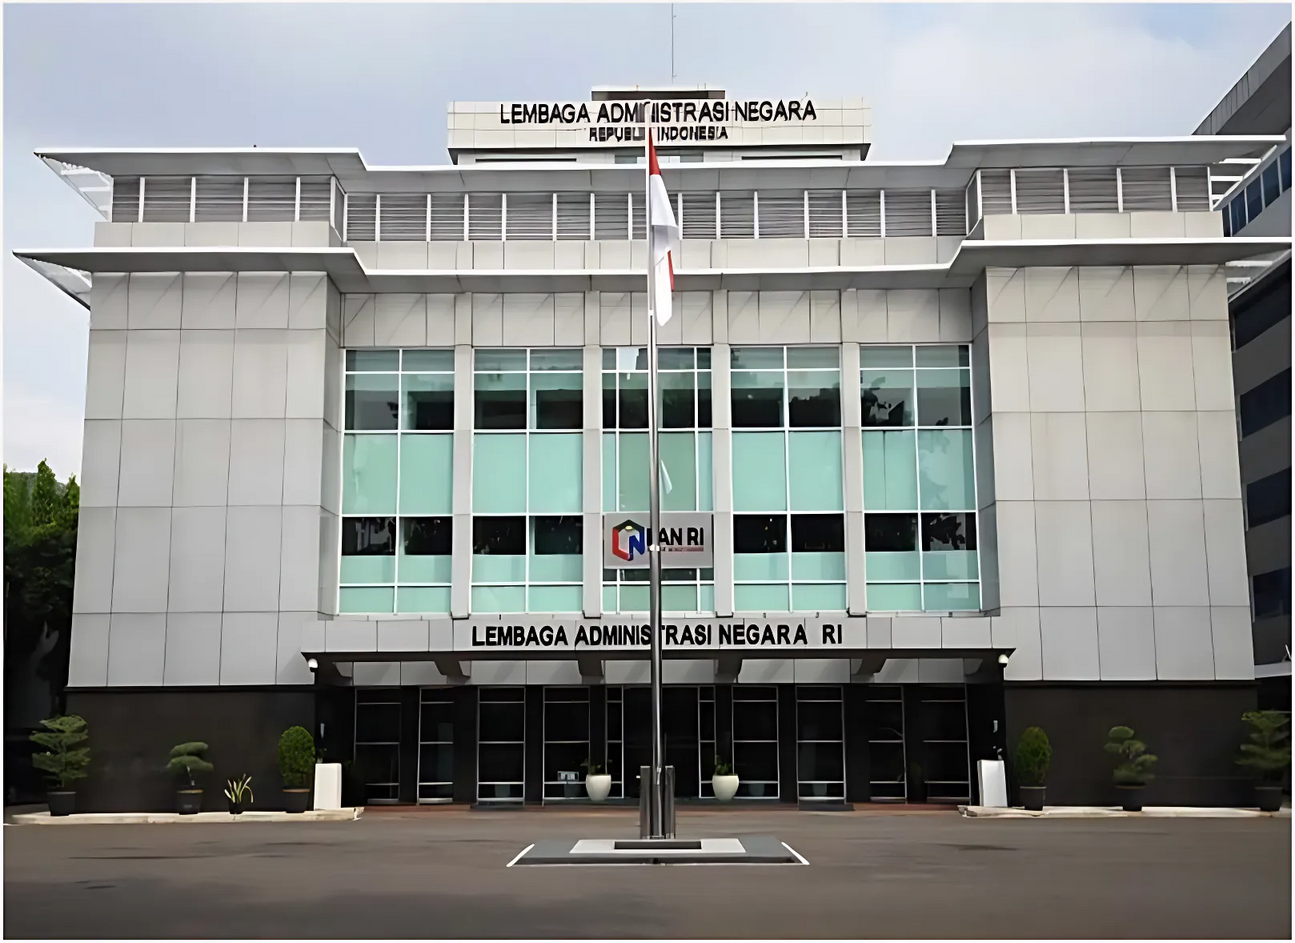 LEMBAGA ADMINISTRASI NEGARA
REPUBLIK INDONESIA
LAN RI
LEMBAGA ADMINISTRASI NEGARA RI